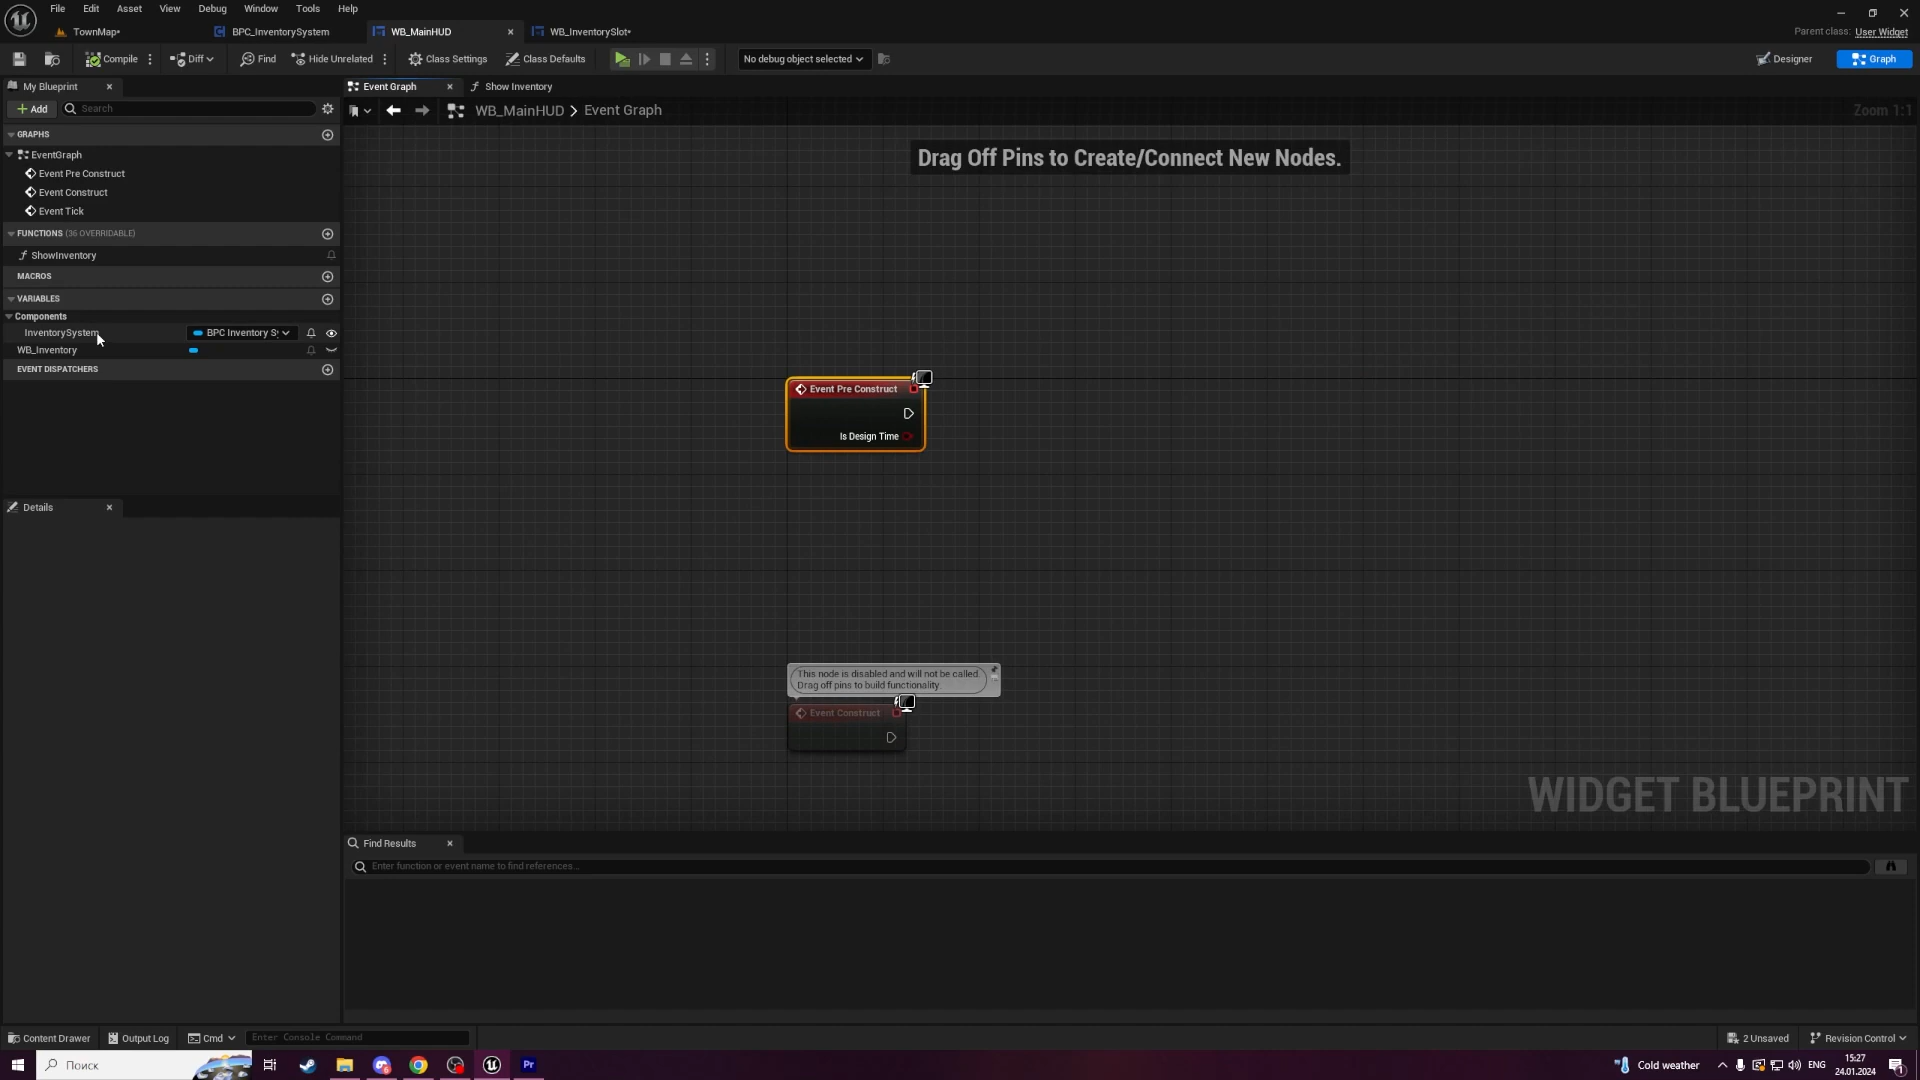 File Edit Asset View Debug Window Tools Help
TownMap• BPC_InventorySystem WB_MainHUD WB_InventorySlot•
Parent class: User Widget
Compile Diff Find Hide Unrelated Class Settings Class Defaults No debug object selected Designer Graph
My Blueprint
Event Graph Show Inventory
Add Search
WB_MainHUD > Event Graph Zoom 1:1
GRAPHS
EventGraph
Event Pre Construct
Event Construct
Event Tick
FUNCTIONS (36 OVERRIDABLE)
ShowInventory
MACROS
VARIABLES
Components
InventorySystem BPC Inventory S
WB_Inventory
EVENT DISPATCHERS
Details
Drag Off Pins to Create/Connect New Nodes.
Event Pre Construct
Is Design Time
This node is disabled and will not be called.
Drag off pins to build functionality.
Event Construct
WIDGET BLUEPRINT
Find Results
Enter function or event name to find references...
Content Drawer Output Log Cmd Enter Console Command 2 Unsaved Revision Control
Поиск
Pr
Cold weather ENG 15:27
24.01.2024
1